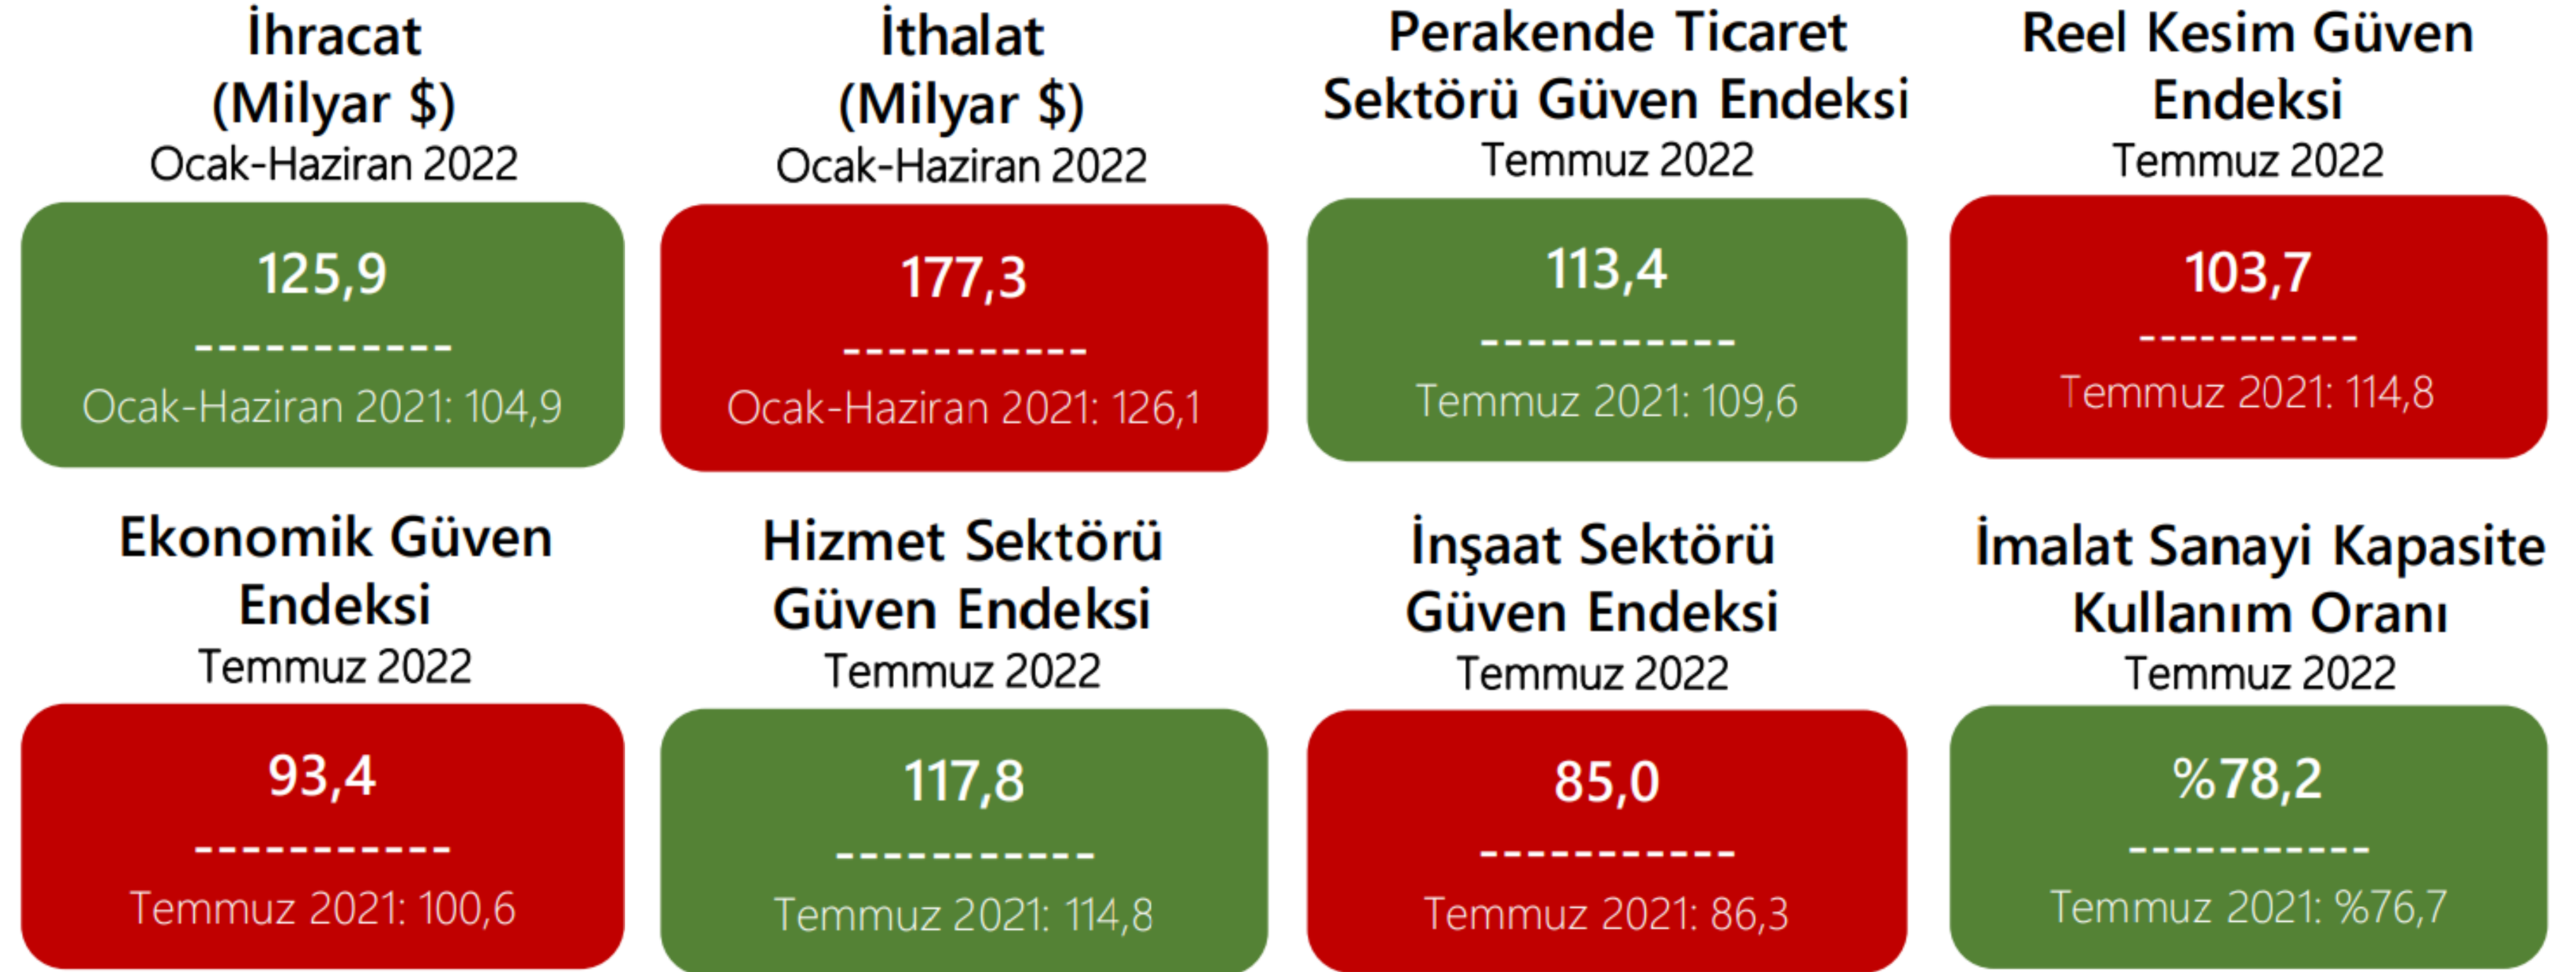 İhracat
(Milyar $)
Ocak-Haziran 2022
125,9
-----------
Ocak-Haziran 2021: 104,9
İthalat
(Milyar $)
Ocak-Haziran 2022
177,3
-----------
Ocak-Haziran 2021: 126,1
Perakende Ticaret
Sektörü Güven Endeksi
Temmuz 2022
113,4
-----------
Temmuz 2021: 109,6
Reel Kesim Güven
Endeksi
Temmuz 2022
103,7
-----------
Temmuz 2021: 114,8
Ekonomik Güven
Endeksi
Temmuz 2022
93,4
-----------
Temmuz 2021: 100,6
Hizmet Sektörü
Güven Endeksi
Temmuz 2022
117,8
-----------
Temmuz 2021: 114,8
İnşaat Sektörü
Güven Endeksi
Temmuz 2022
85,0
-----------
Temmuz 2021: 86,3
İmalat Sanayi Kapasite
Kullanım Oranı
Temmuz 2022
%78,2
-----------
Temmuz 2021: %76,7